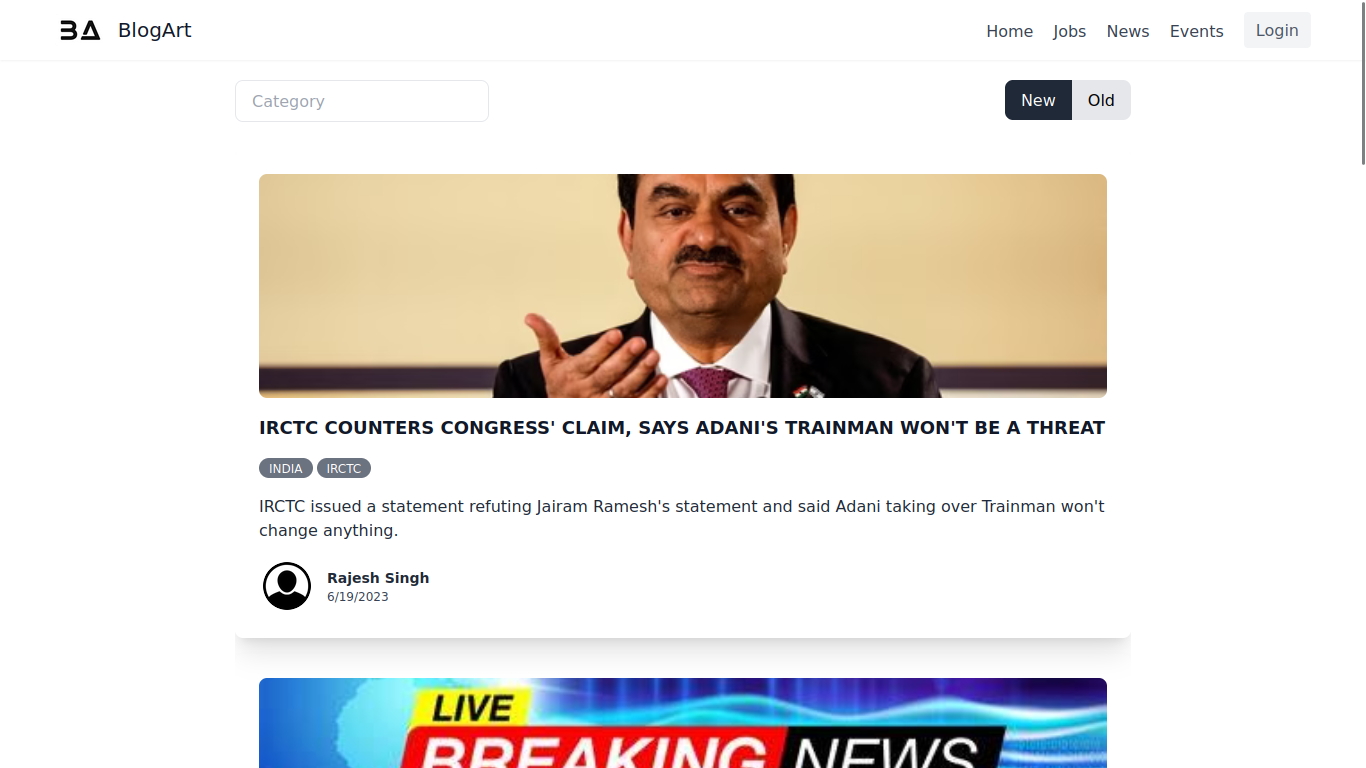 BA BlogArt
Home Jobs News Events Login
Category
New Old
IRCTC COUNTERS CONGRESS' CLAIM, SAYS ADANI'S TRAINMAN WON'T BE A THREAT
INDIA IRCTC
IRCTC issued a statement refuting Jairam Ramesh's statement and said Adani taking over Trainman won't
change anything.
Rajesh Singh
6/19/2023
LIVE
BREAKING NEWS